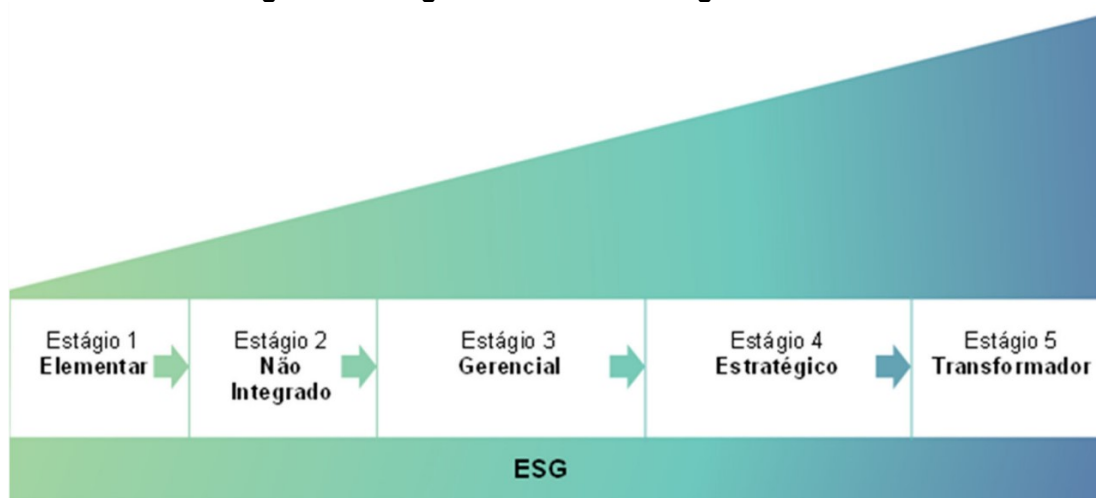 Estágio 1
Elementar
Estágio 2
Não
Integrado
Estágio 3
Gerencial
Estágio 4
Estratégico
Estágio 5
Transformador
ESG